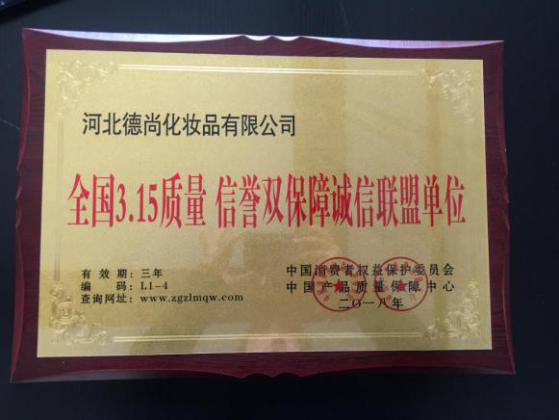 河北德尚化妆品有限公司
全国3.15质量 信誉双保障诚信联盟单位
有效期：三年
编码：L1-4
查询网址：www.zgzlmqw.com
中国消费者权益保护委员会
中国产品质量保障中心
二〇一八年